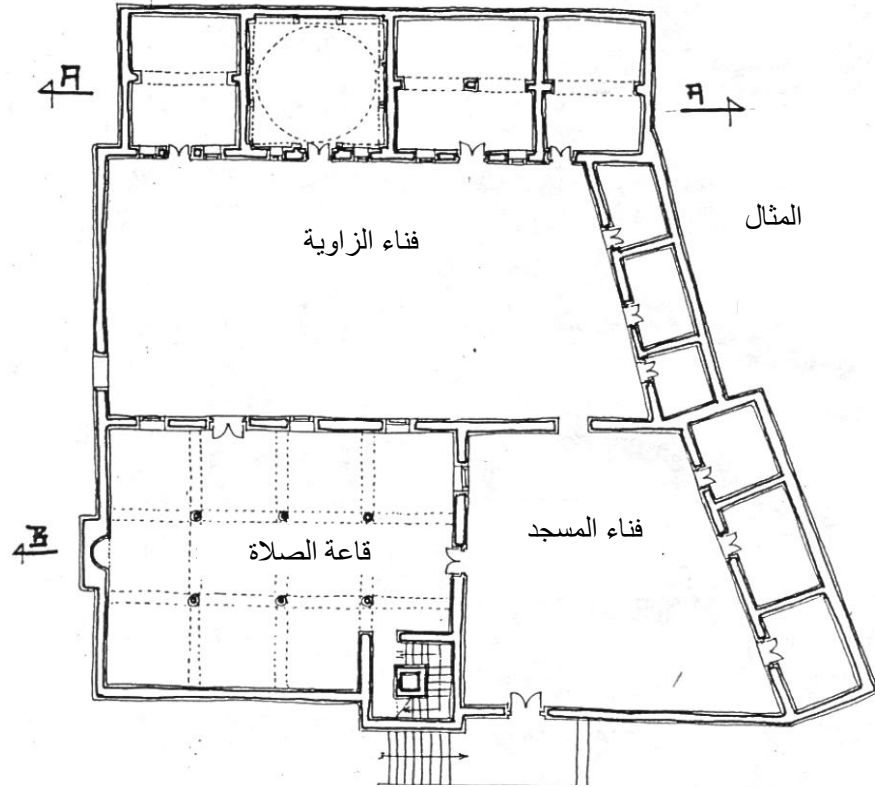 A
A
المثال
فناء الزاوية
فناء المسجد
قاعة الصلاة
B